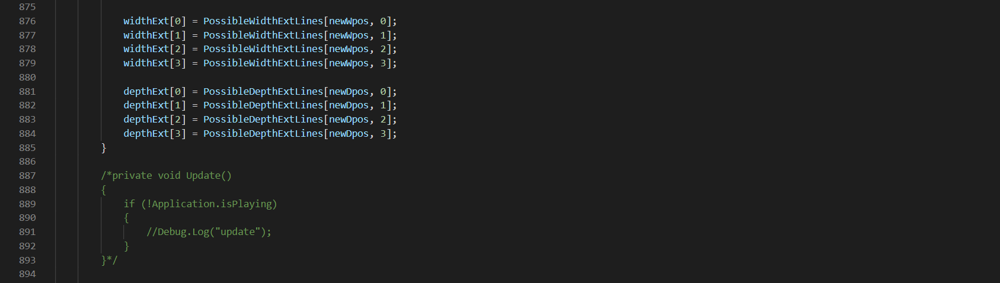 875
876 widthExt[0] = PossibleWidthExtLines[newWpos, 0];
877 widthExt[1] = PossibleWidthExtLines[newWpos, 1];
878 widthExt[2] = PossibleWidthExtLines[newWpos, 2];
879 widthExt[3] = PossibleWidthExtLines[newWpos, 3];
880
881 depthExt[0] = PossibleDepthExtLines[newDpos, 0];
882 depthExt[1] = PossibleDepthExtLines[newDpos, 1];
883 depthExt[2] = PossibleDepthExtLines[newDpos, 2];
884 depthExt[3] = PossibleDepthExtLines[newDpos, 3];
885 }
886
887 /*private void Update()
888 {
889 if (!Application.isPlaying)
890 {
891 //Debug.Log("update");
892 }
893 }*/
894